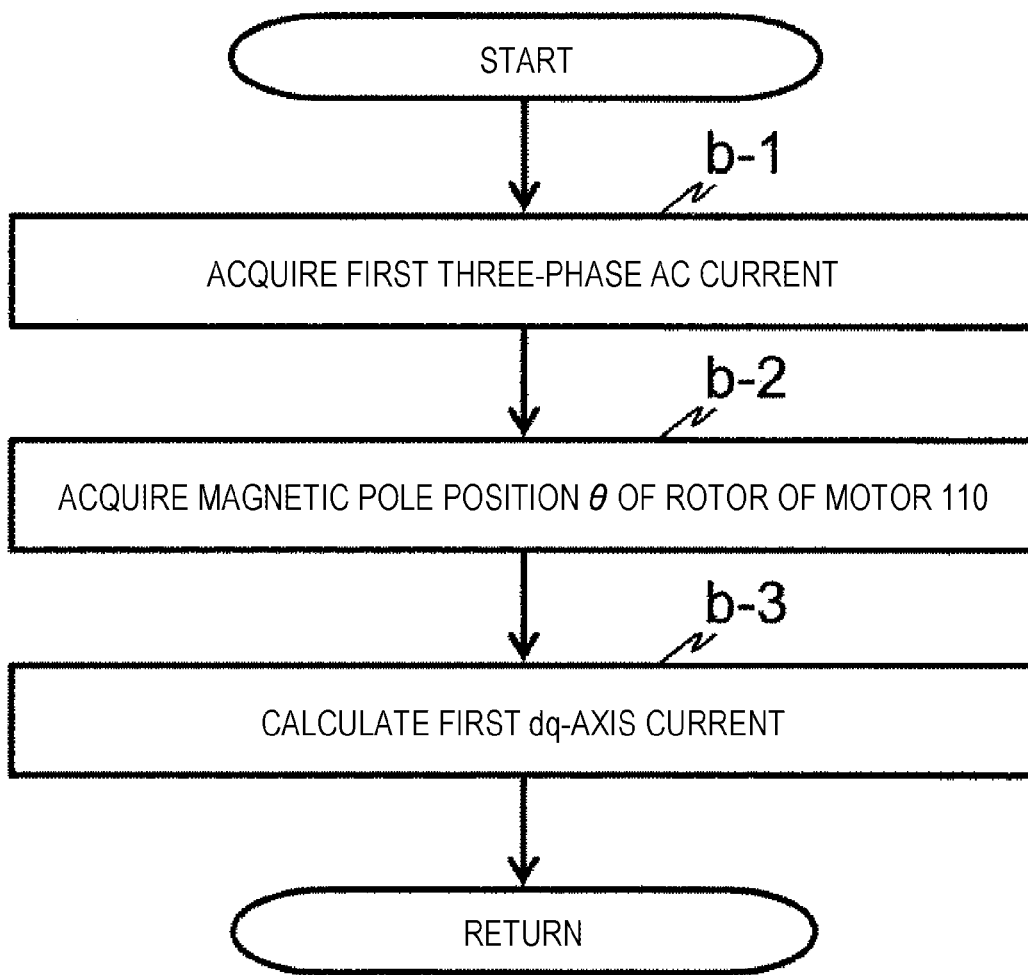 START
b-1
ACQUIRE FIRST THREE-PHASE AC CURRENT
b-2
ACQUIRE MAGNETIC POLE POSITION θ OF ROTOR OF MOTOR 110
b-3
CALCULATE FIRST dq-AXIS CURRENT
RETURN